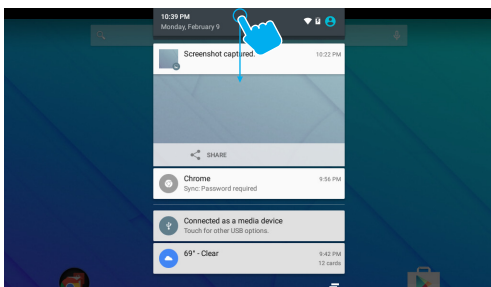 10:39 PM
Monday, February 9
Screenshot captured.
10:22 PM
SHARE
Chrome
9:56 PM
Sync: Password required
Connected as a media device
Touch for other USB options.
69° - Clear
9:42 PM
12 cards